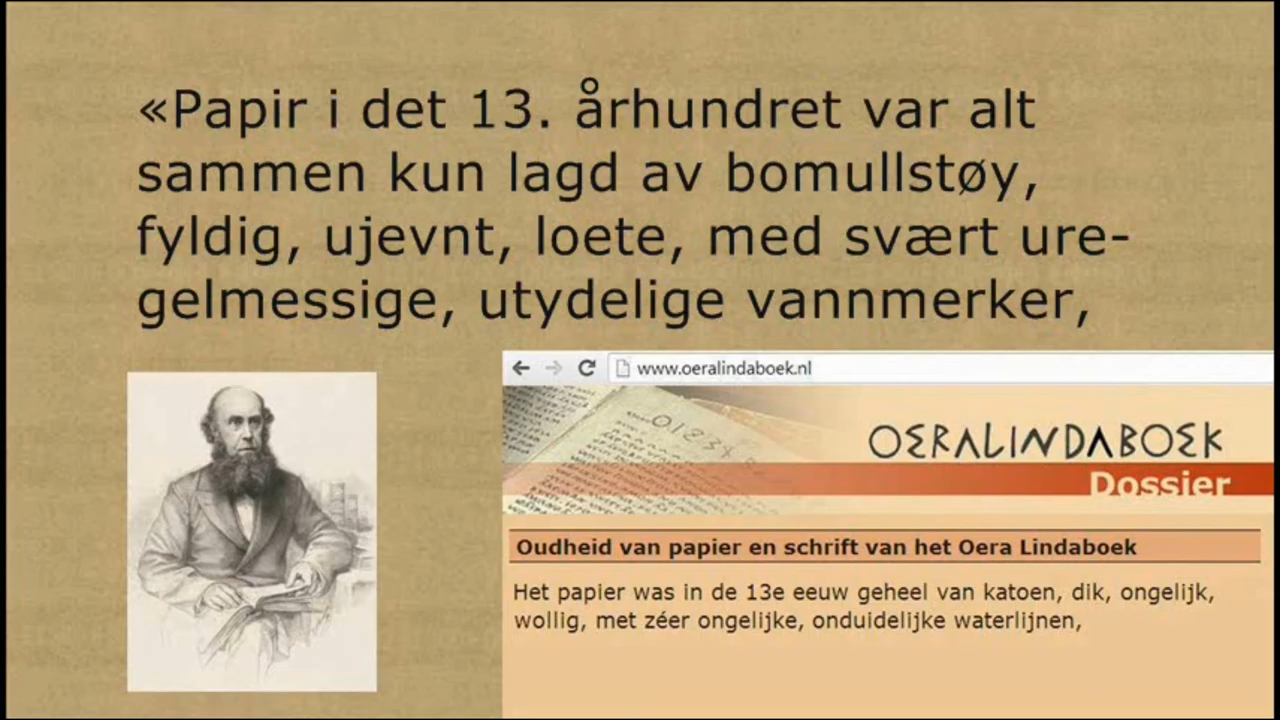 «Papir i det 13. århundret var alt
sammen kun lagd av bomullstøy,
fyldig, ujevnt, loete, med svært ure-
gelmessige, utydelige vannmerker,
www.oeralindaboek.nl
OERALINDABOEK
Dossier
Oudheid van papier en schrift van het Oera Lindaboek
Het papier was in de 13e eeuw geheel van katoen, dik, ongelijk,
wollig, met zéer ongelijke, onduidelijke waterlijnen,